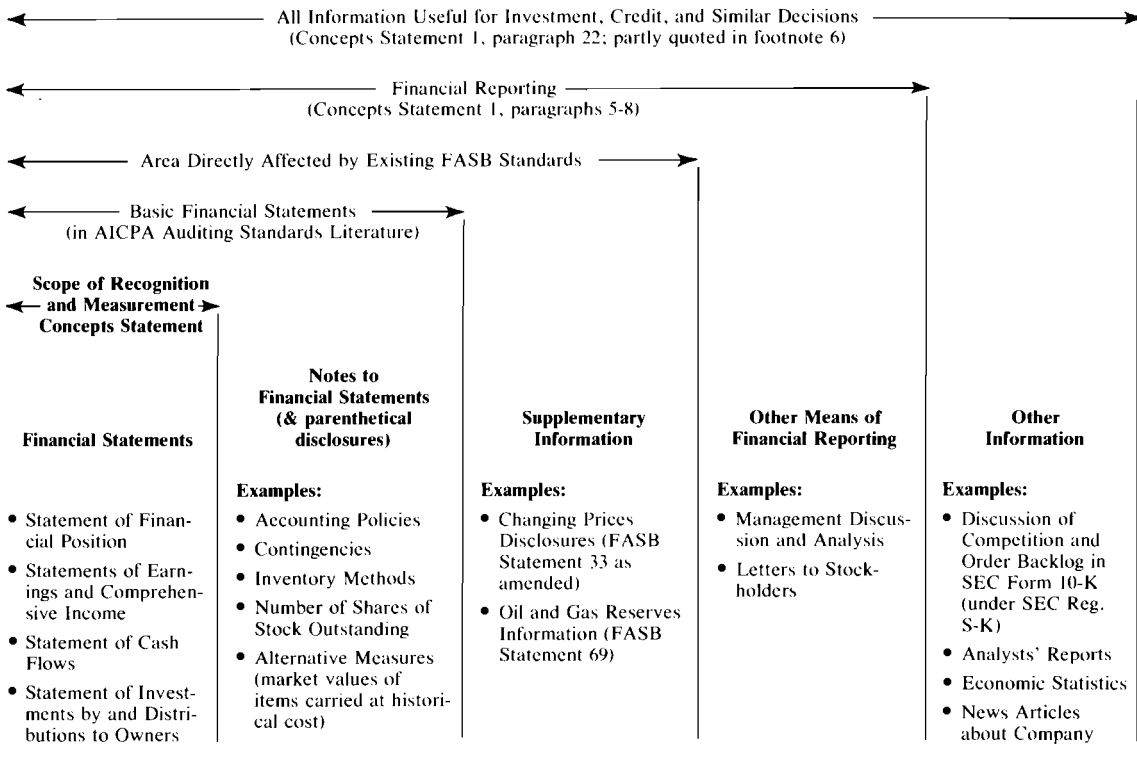 All Information Useful for Investment, Credit, and Similar Decisions
(Concepts Statement 1, paragraph 22; partly quoted in footnote 6)
Financial Reporting
(Concepts Statement 1, paragraphs 5-8)
Area Directly Affected by Existing FASB Standards
Basic Financial Statements
(in AICPA Auditing Standards Literature)
Scope of Recognition
and Measurement
Concepts Statement
Financial Statements
• Statement of Finan-
cial Position
• Statements of Earn-
ings and Comprehen-
sive Income
• Statement of Cash
Flows
• Statement of Invest-
ments by and Distri-
butions to Owners
Notes to
Financial Statements
(& parenthetical
disclosures)
Examples:
• Accounting Policies
• Contingencies
• Inventory Methods
• Number of Shares of
Stock Outstanding
• Alternative Measures
(market values of
items carried at histori-
cal cost)
Supplementary
Information
Examples:
• Changing Prices
Disclosures (FASB
Statement 33 as
amended)
• Oil and Gas Reserves
Information (FASB
Statement 69)
Other Means of
Financial Reporting
Examples:
• Management Discus-
sion and Analysis
• Letters to Stock-
holders
Other
Information
Examples:
• Discussion of
Competition and
Order Backlog in
SEC Form 10-K
(under SEC Reg.
S-K)
• Analysts' Reports
• Economic Statistics
• News Articles
about Company